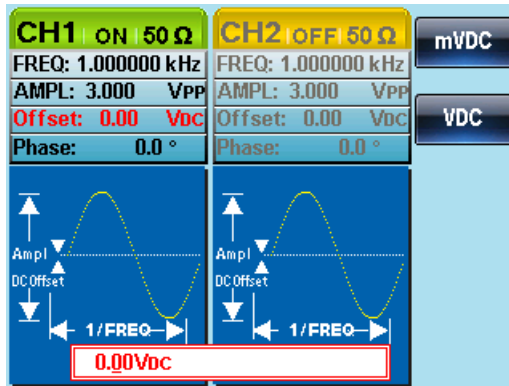 CH1 ON 50 Ω
FREQ: 1.000000 kHz
AMPL: 3.000 VPP
Offset: 0.00 VDC
Phase: 0.0 °
CH2 OFF 50 Ω
FREQ: 1.000000 kHz
AMPL: 3.000 VPP
Offset: 0.00 VDC
Phase: 0.0 °
mVDC
VDC
Ampl
DC Offset
1/FREQ
Ampl
DC Offset
1/FREQ
0.00VDC